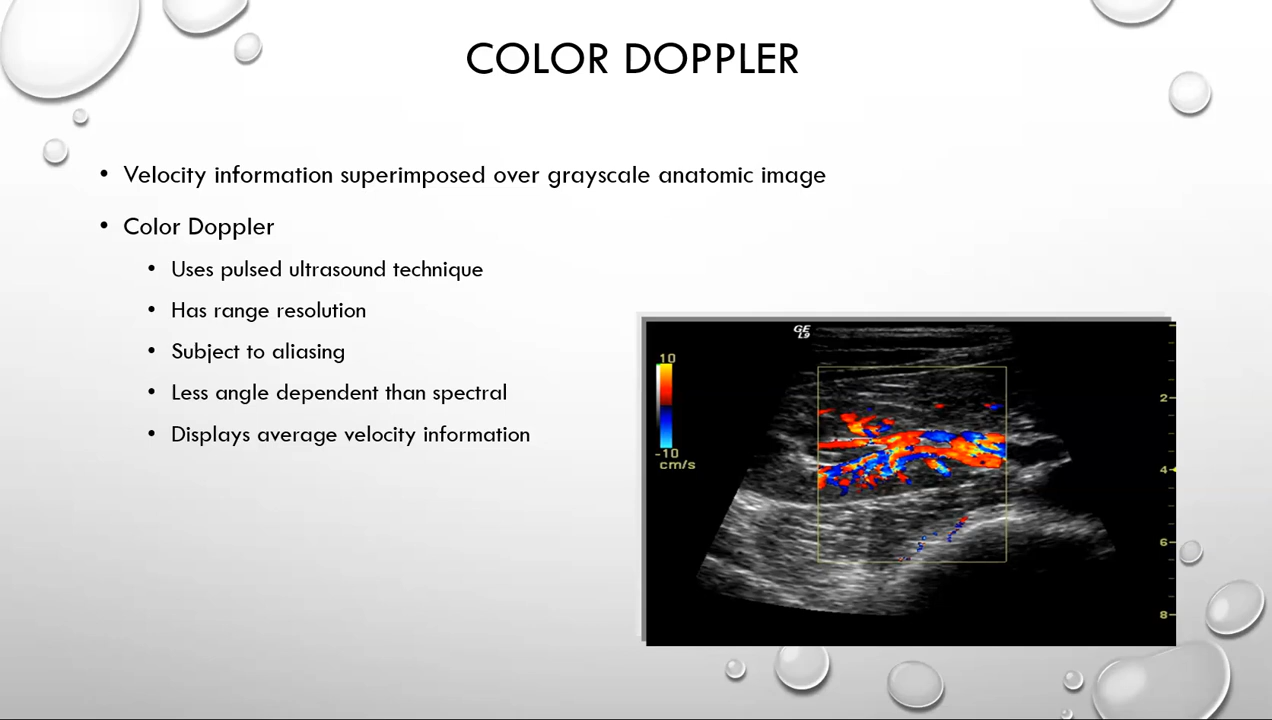 COLOR DOPPLER
• Velocity information superimposed over grayscale anatomic image
• Color Doppler
• Uses pulsed ultrasound technique
• Has range resolution
• Subject to aliasing
• Less angle dependent than spectral
• Displays average velocity information
GE
L9
10
-10
cm/s
2
4
6
8